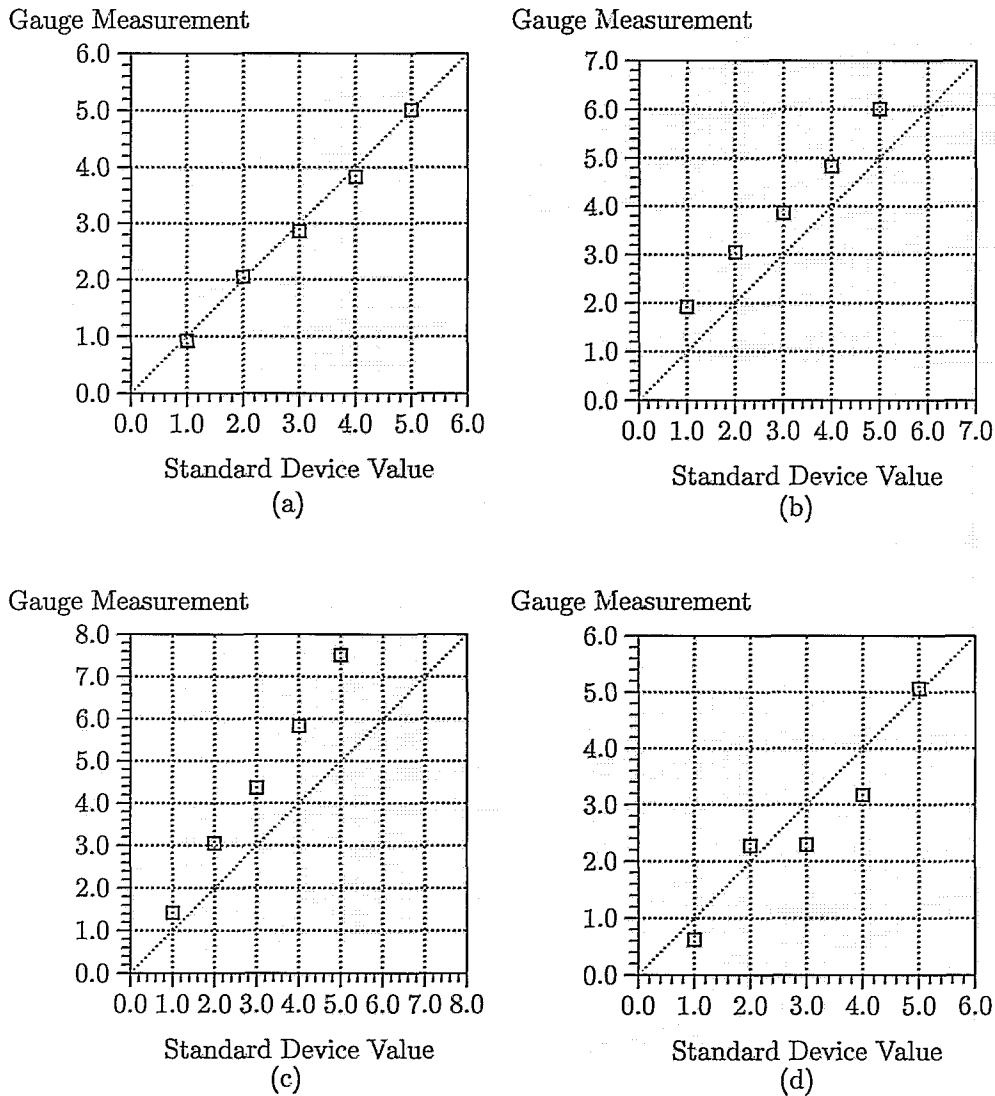 Gauge Measurement
6.0
5.0
4.0
3.0
2.0
1.0
0.0
0.0 1.0 2.0 3.0 4.0 5.0 6.0
Standard Device Value
(a)
Gauge Measurement
7.0
6.0
5.0
4.0
3.0
2.0
1.0
0.0
0.0 1.0 2.0 3.0 4.0 5.0 6.0 7.0
Standard Device Value
(b)
Gauge Measurement
8.0
7.0
6.0
5.0
4.0
3.0
2.0
1.0
0.0
0.0 1.0 2.0 3.0 4.0 5.0 6.0 7.0 8.0
Standard Device Value
(c)
Gauge Measurement
6.0
5.0
4.0
3.0
2.0
1.0
0.0
0.0 1.0 2.0 3.0 4.0 5.0 6.0
Standard Device Value
(d)